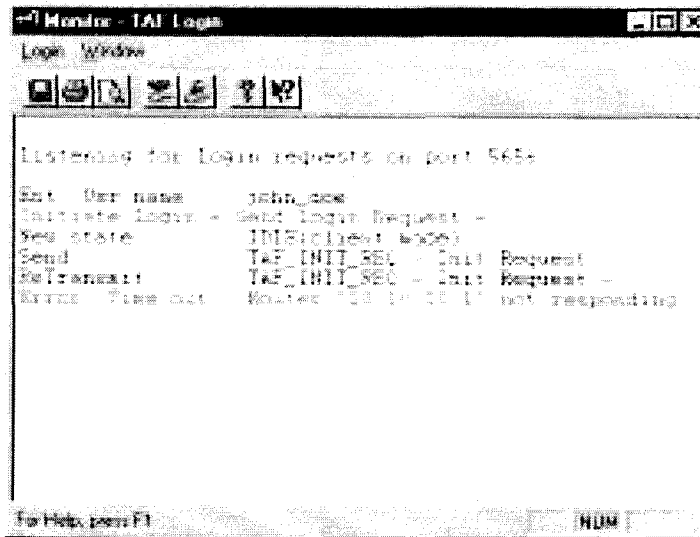 Monitor - TAF Login
Login Window
Listening for Login requests on port 5656
Set User name john_doe
Initiate login - Send Login Request -
New state IDLE(client mode)
Send TAF_INIT_REQ - Init Request
ReTransmit TAF_INIT_REQ - Init Request -
Error Time out Router not responding
For Help, press F1
NUM